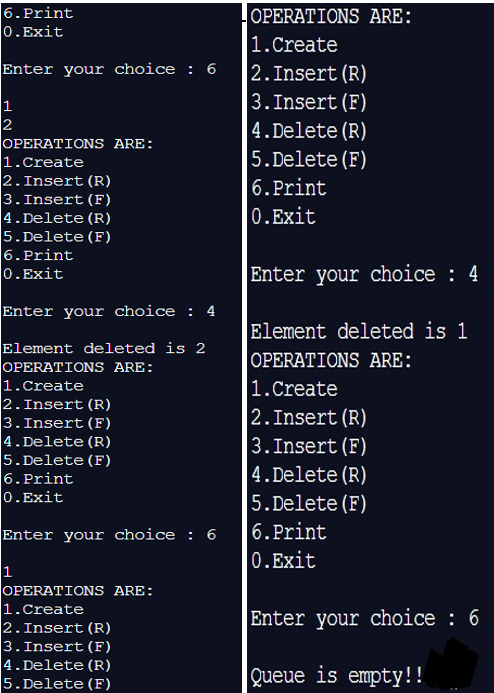 6.Print
0.Exit
Enter your choice : 6
1
2
OPERATIONS ARE:
1.Create
2.Insert(R)
3.Insert(F)
4.Delete(R)
5.Delete(F)
6.Print
0.Exit
Enter your choice : 4
Element deleted is 2
OPERATIONS ARE:
1.Create
2.Insert(R)
3.Insert(F)
4.Delete(R)
5.Delete(F)
6.Print
0.Exit
Enter your choice : 6
1
OPERATIONS ARE:
1.Create
2.Insert(R)
3.Insert(F)
4.Delete(R)
5.Delete(F)
OPERATIONS ARE:
1.Create
2.Insert(R)
3.Insert(F)
4.Delete(R)
5.Delete(F)
6.Print
0.Exit
Enter your choice : 4
Element deleted is 1
OPERATIONS ARE:
1.Create
2.Insert(R)
3.Insert(F)
4.Delete(R)
5.Delete(F)
6.Print
0.Exit
Enter your choice : 6
Queue is empty!!